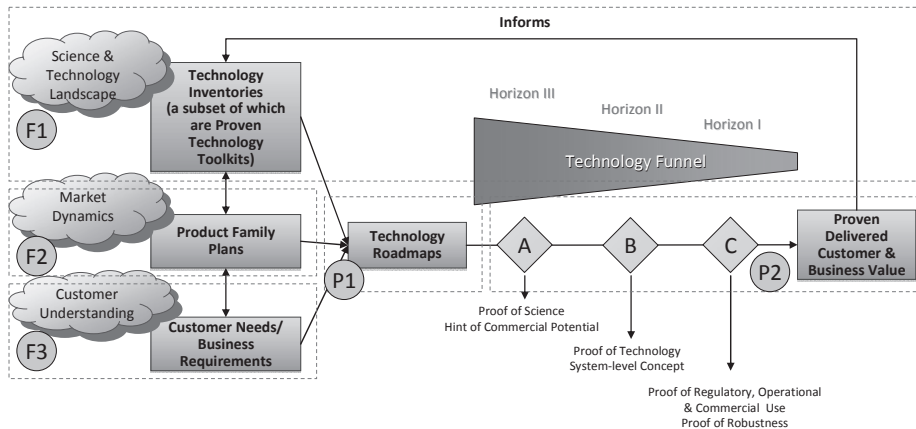 Informs
Science &
Technology
Landscape
F1
Technology
Inventories
(a subset of which
are Proven
Technology
Toolkits)
Horizon III
Horizon II
Horizon I
Technology Funnel
Market
Dynamics
F2
Product Family
Plans
Technology
Roadmaps
P1
A
B
C
P2
Proven
Delivered
Customer &
Business Value
Customer
Understanding
F3
Customer Needs/
Business
Requirements
Proof of Science
Hint of Commercial Potential
Proof of Technology
System-level Concept
Proof of Regulatory, Operational
& Commercial Use
Proof of Robustness